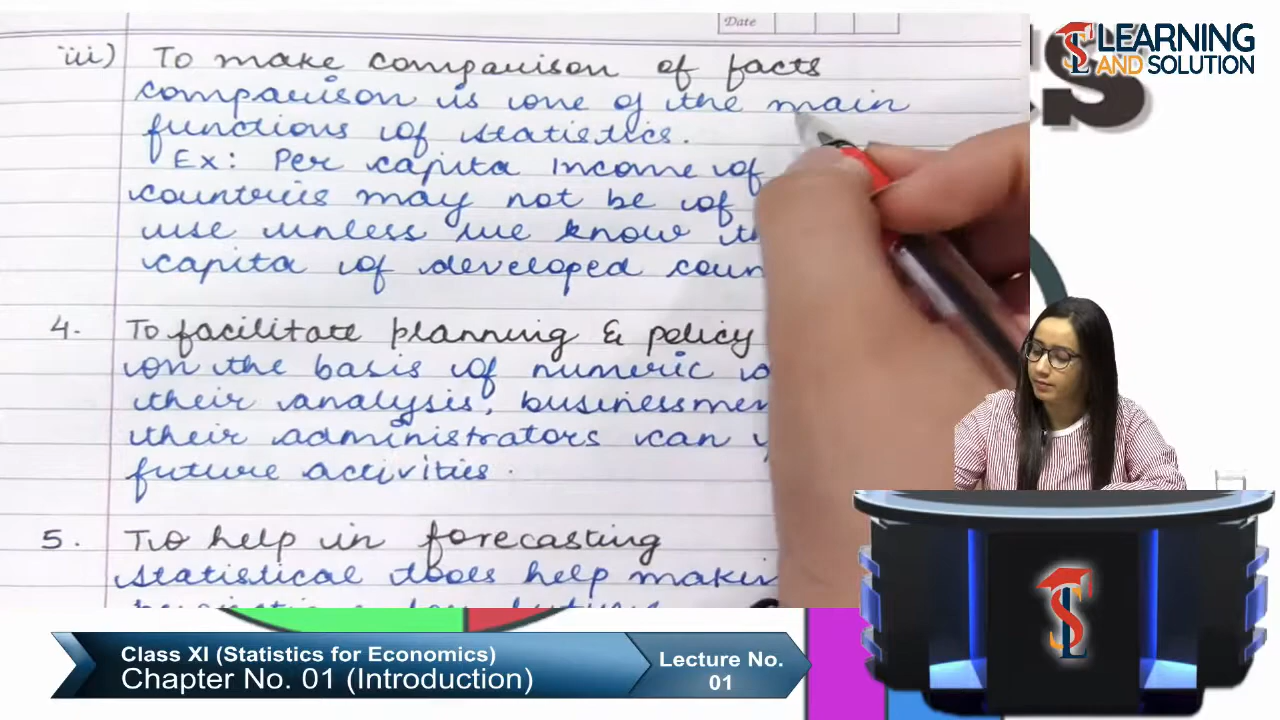 Date
LEARNING
AND SOLUTION
iii) To make comparison of facts
comparison is one of the main
functions of statistics.
Ex: Per capita Income of
countries may not be of
use unless we know
capita of developed
4. To facilitate planning & policy
on the basis of numeric
their analysis, businessmen
their administrators can
future activities.
5. To help in forecasting
statistical tools help
Class XI (Statistics for Economics)
Chapter No. 01 (Introduction)
Lecture No.
01